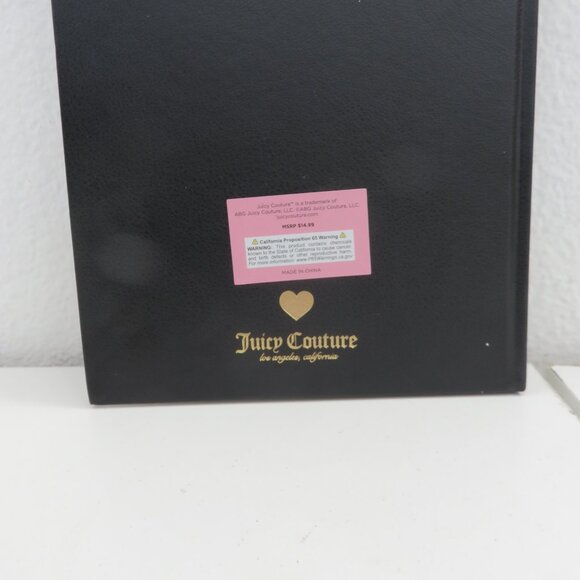 Juicy Couture™ is a trademark of
ABG Juicy Couture, LLC. ©ABG Juicy Couture, LLC.
juicycouture.com
MSRP $14.99
California Proposition 65 Warning
WARNING: This product contains chemicals
known to the State of California to cause cancer,
and birth defects or other reproductive harm.
For more information: www.P65Warnings.ca.gov
MADE IN CHINA
Juicy Couture
los angeles, california